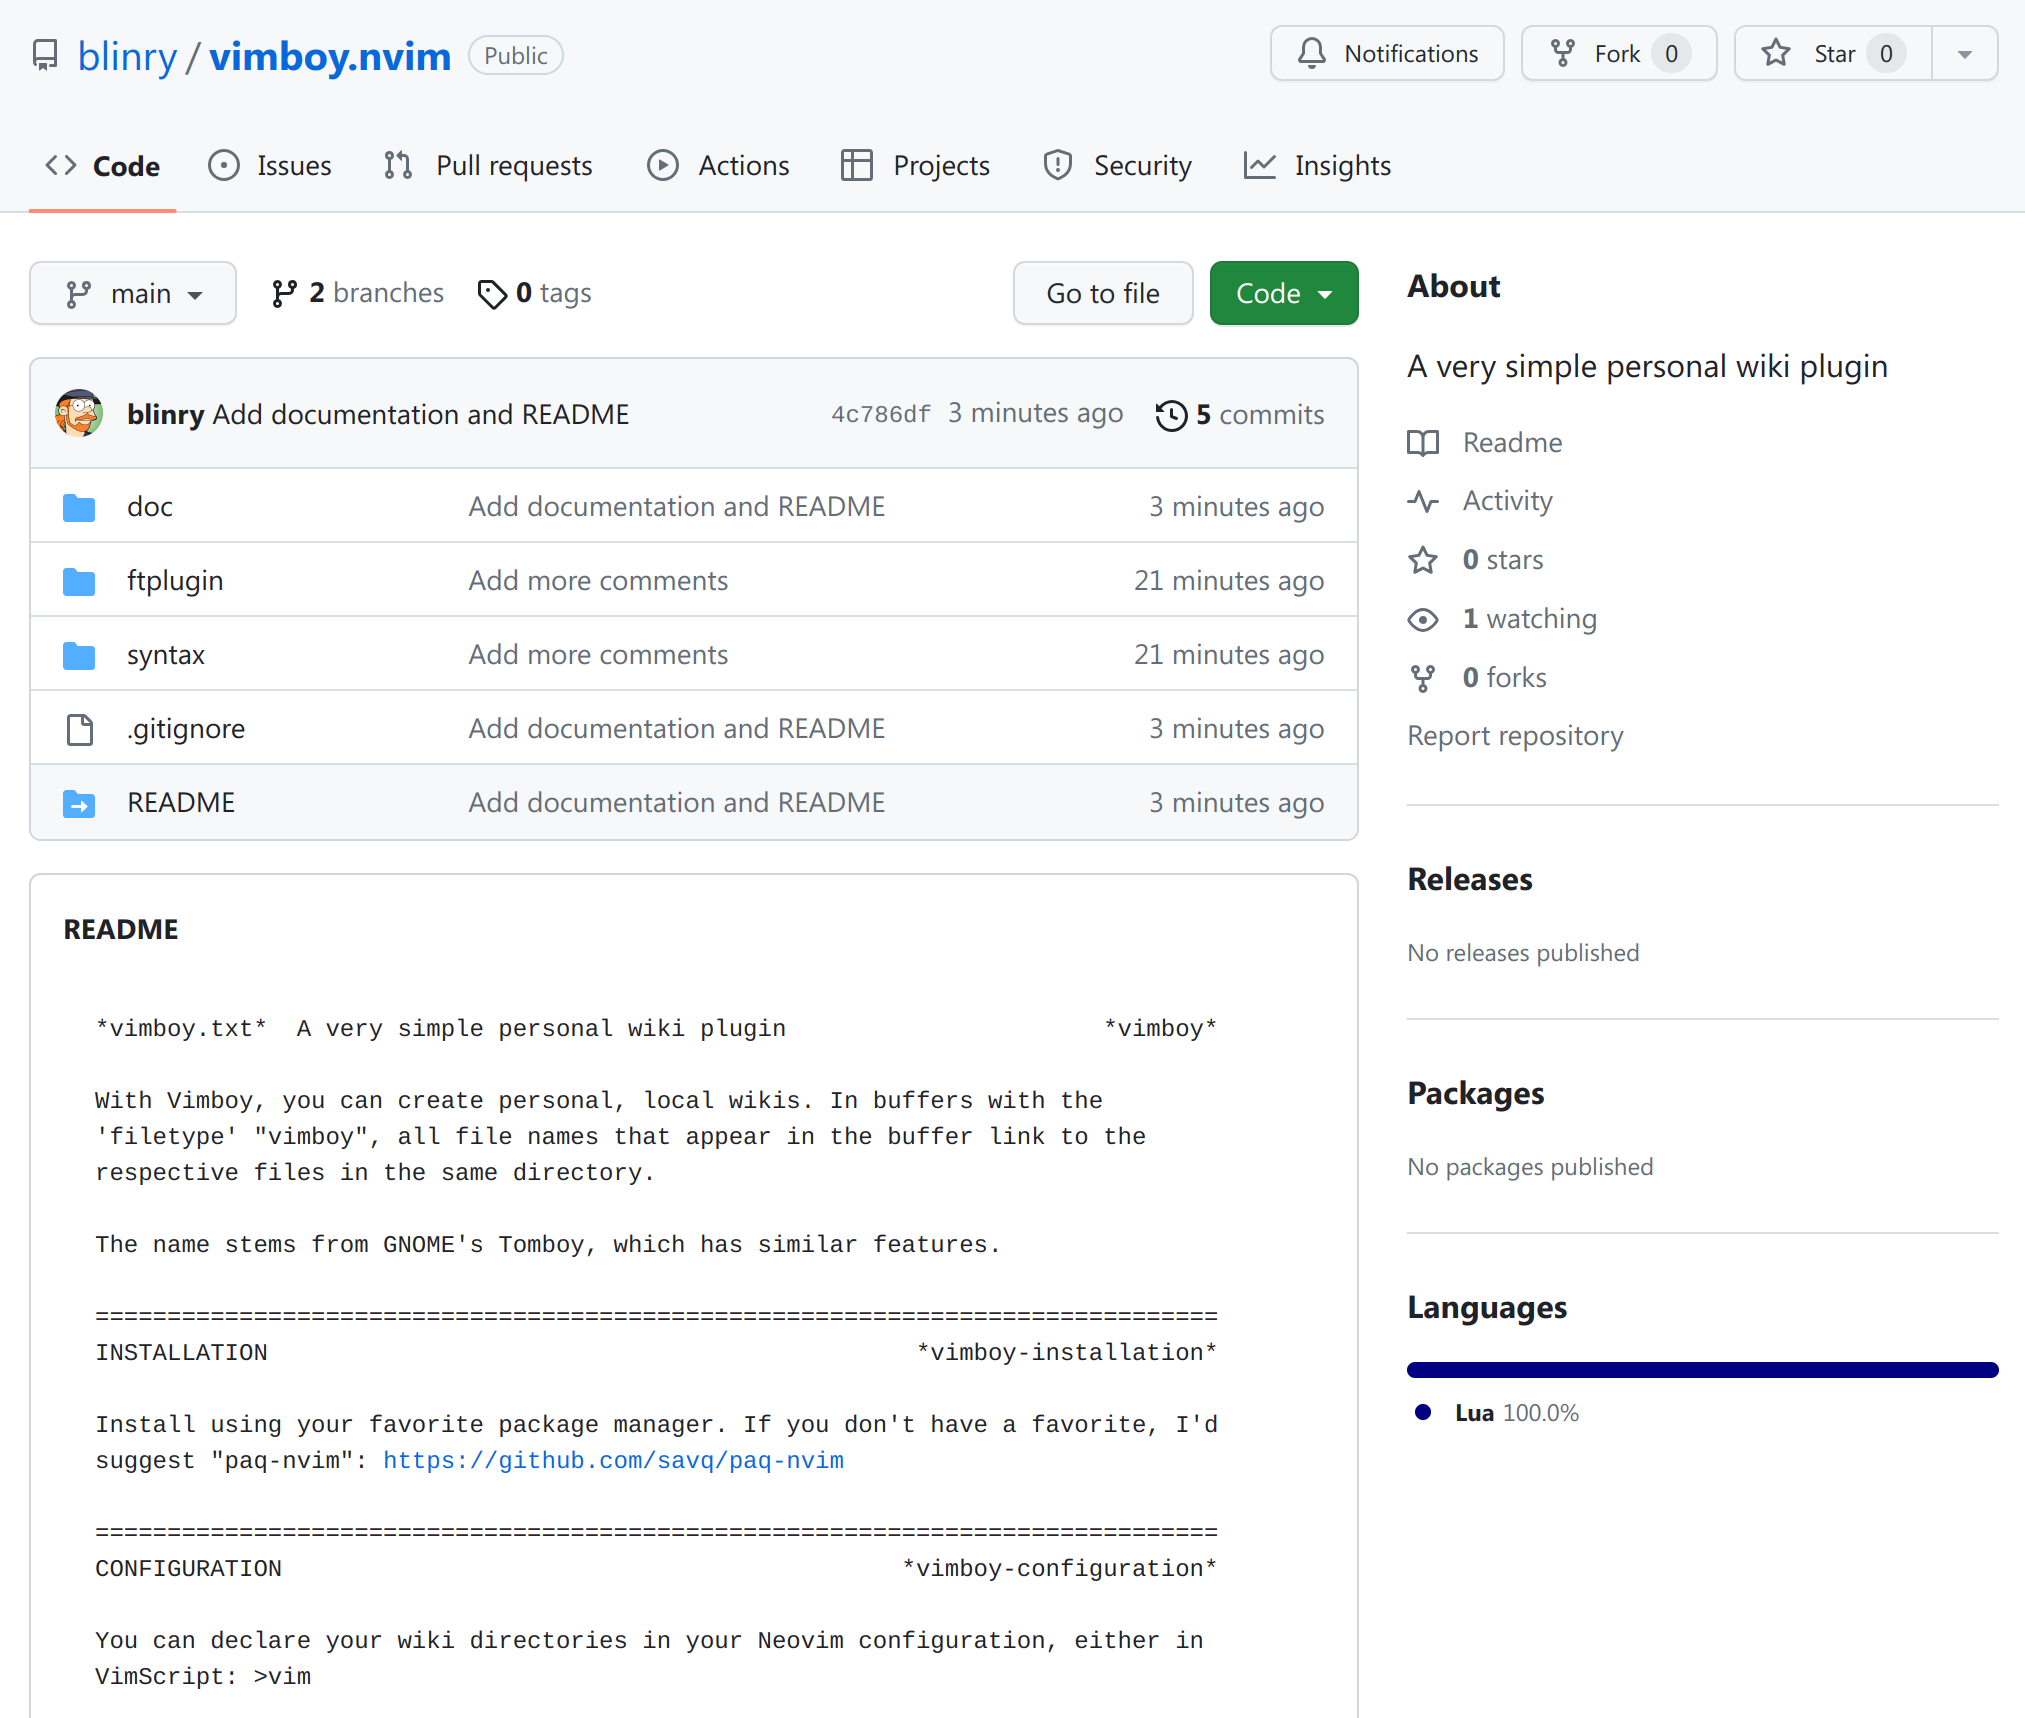 blinry / vimboy.nvim Public
Notifications Fork 0 Star 0
Code Issues Pull requests Actions Projects Security Insights
main 2 branches 0 tags Go to file Code
blinry Add documentation and README 4c786df 3 minutes ago 5 commits
doc Add documentation and README 3 minutes ago
ftplugin Add more comments 21 minutes ago
syntax Add more comments 21 minutes ago
.gitignore Add documentation and README 3 minutes ago
README Add documentation and README 3 minutes ago
README
*vimboy.txt*  A very simple personal wiki plugin                      *vimboy*
With Vimboy, you can create personal, local wikis. In buffers with the
'filetype' "vimboy", all file names that appear in the buffer link to the
respective files in the same directory.
The name stems from GNOME's Tomboy, which has similar features.
==============================================================================
INSTALLATION                                             *vimboy-installation*
Install using your favorite package manager. If you don't have a favorite, I'd
suggest "paq-nvim": https://github.com/savq/paq-nvim
==============================================================================
CONFIGURATION                                           *vimboy-configuration*
You can declare your wiki directories in your Neovim configuration, either in
VimScript: >vim
About
A very simple personal wiki plugin
Readme
Activity
0 stars
1 watching
0 forks
Report repository
Releases
No releases published
Packages
No packages published
Languages
Lua 100.0%